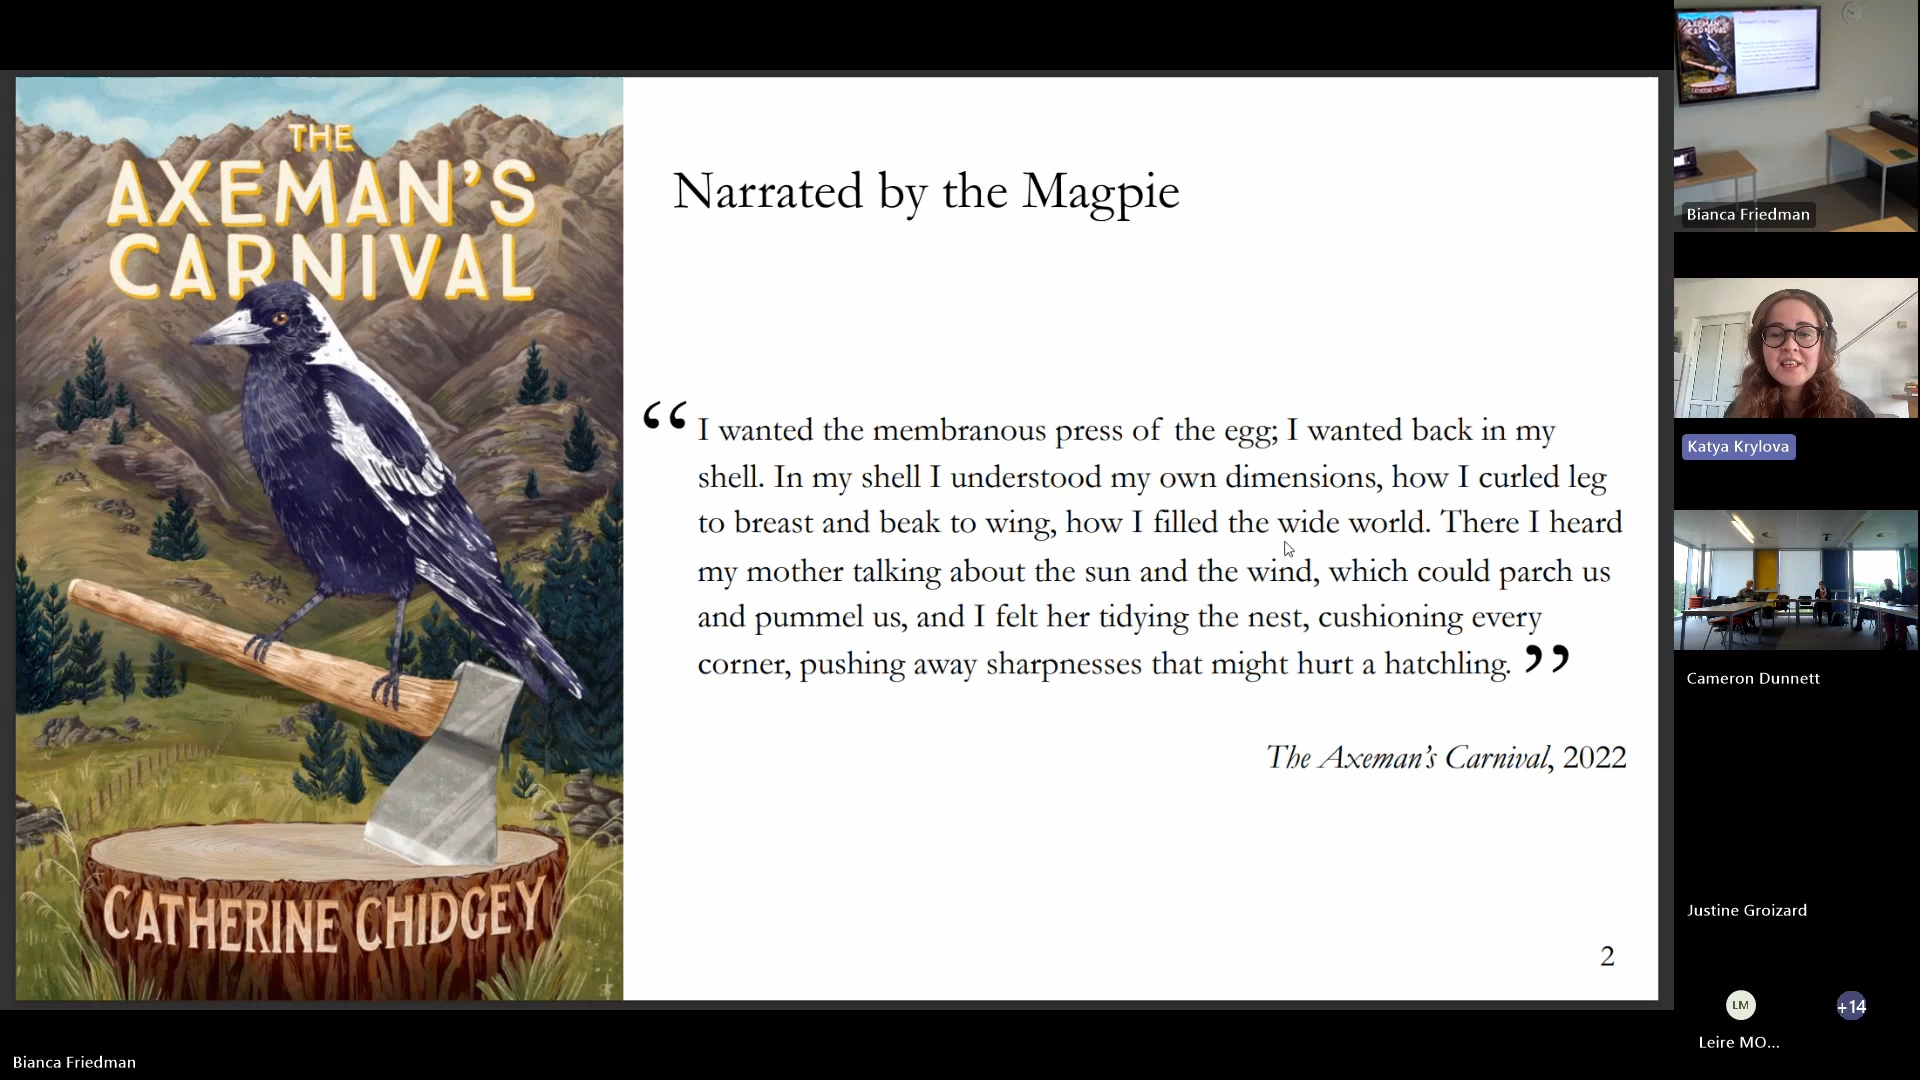 THE
AXEMAN'S
CARNIVAL
CATHERINE CHIDGEY
Narrated by the Magpie
“ I wanted the membranous press of the egg; I wanted back in my
shell. In my shell I understood my own dimensions, how I curled leg
to breast and beak to wing, how I filled the wide world. There I heard
my mother talking about the sun and the wind, which could parch us
and pummel us, and I felt her tidying the nest, cushioning every
corner, pushing away sharpnesses that might hurt a hatchling. ”
The Axeman's Carnival, 2022
2
Bianca Friedman
AXEMAN'S
CARNIVAL
Bianca Friedman
Katya Krylova
Cameron Dunnett
Justine Groizard
LM
+14
Leire MO...